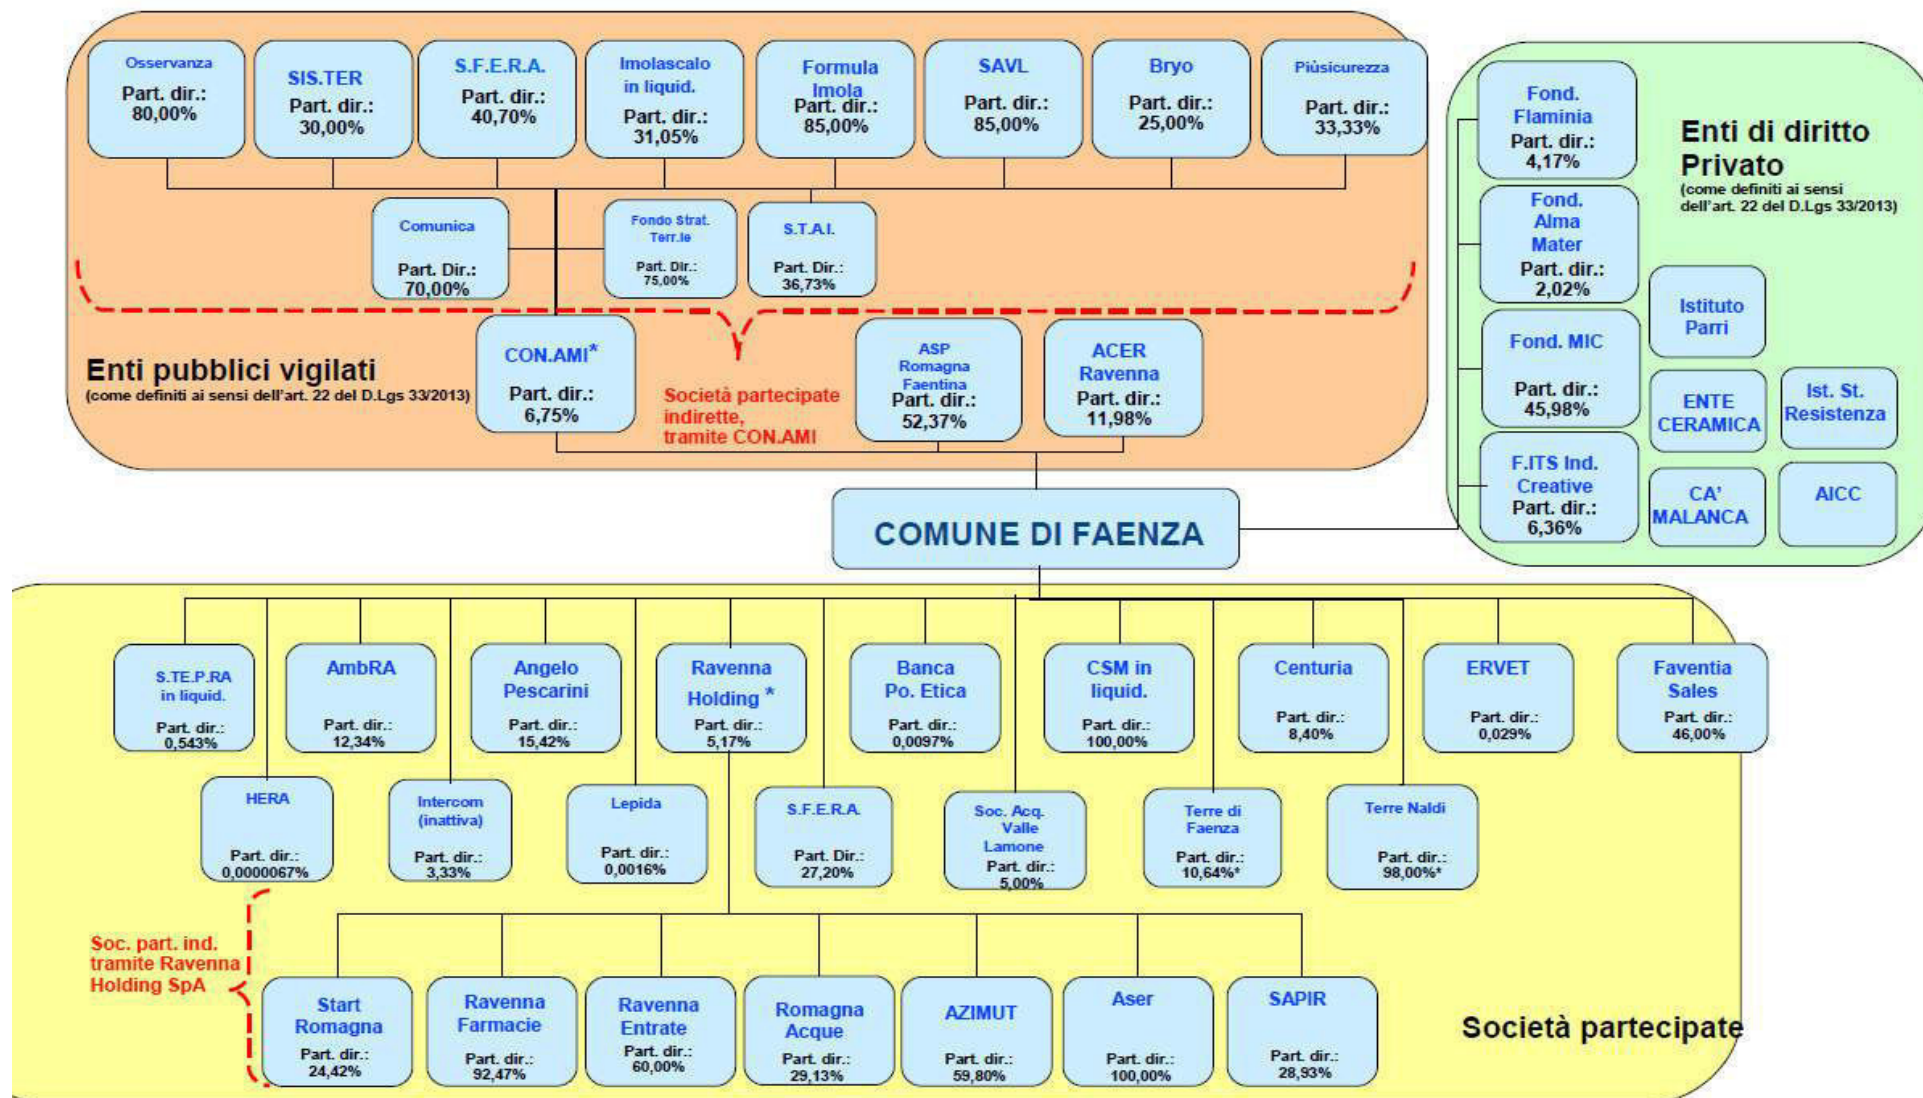 Osservanza
Part. dir.:
80,00%
SIS.TER
Part. dir.:
30,00%
S.F.E.R.A.
Part. dir.:
40,70%
Imolascalo
in liquid.
Part. dir.:
31,05%
Formula
Imola
Part. dir.:
85,00%
SAVL
Part. dir.:
85,00%
Bryo
Part. dir.:
25,00%
Piùsicurezza
Part. dir.:
33,33%
Comunica
Part. Dir.:
70,00%
Fondo Strat.
Terr.le
Part. Dir.:
75,00%
S.T.A.I.
Part. Dir.:
36,73%
Enti pubblici vigilati
(come definiti ai sensi dell'art. 22 del D.Lgs 33/2013)
CON.AMI*
Part. dir.:
6,75%
Società partecipate
indirette,
tramite CON.AMI
ASP
Romagna
Faentina
Part. dir.:
52,37%
ACER
Ravenna
Part. dir.:
11,98%
Fond.
Flaminia
Part. dir.:
4,17%
Enti di diritto
Privato
(come definiti ai sensi
dell'art. 22 del D.Lgs 33/2013)
Fond.
Alma
Mater
Part. dir.:
2,02%
Fond. MIC
Part. dir.:
45,98%
F.ITS Ind.
Creative
Part. dir.:
6,36%
Istituto
Parri
ENTE
CERAMICA
Ist. St.
Resistenza
CA'
MALANCA
AICC
COMUNE DI FAENZA
S.TE.P.RA
in liquid.
Part. dir.:
0,543%
AmbRA
Part. dir.:
12,34%
Angelo
Pescarini
Part. dir.:
15,42%
Ravenna
Holding *
Part. dir.:
5,17%
Banca
Po. Etica
Part. dir.:
0,0097%
CSM in
liquid.
Part. dir.:
100,00%
Centuria
Part. dir.:
8,40%
ERVET
Part. dir.:
0,029%
Faventia
Sales
Part. dir.:
46,00%
HERA
Part. dir.:
0,0000067%
Intercom
(inattiva)
Part. dir.:
3,33%
Lepida
Part. dir.:
0,0016%
S.F.E.R.A.
Part. Dir.:
27,20%
Soc. Acq.
Valle
Lamone
Part. dir.:
5,00%
Terre di
Faenza
Part. dir.:
10,64%*
Terre Naldi
Part. dir.:
98,00%*
Soc. part. ind.
tramite Ravenna
Holding SpA
Start
Romagna
Part. dir.:
24,42%
Ravenna
Farmacie
Part. dir.:
92,47%
Ravenna
Entrate
Part. dir.:
60,00%
Romagna
Acque
Part. dir.:
29,13%
AZIMUT
Part. dir.:
59,80%
Aser
Part. dir.:
100,00%
SAPIR
Part. dir.:
28,93%
Società partecipate